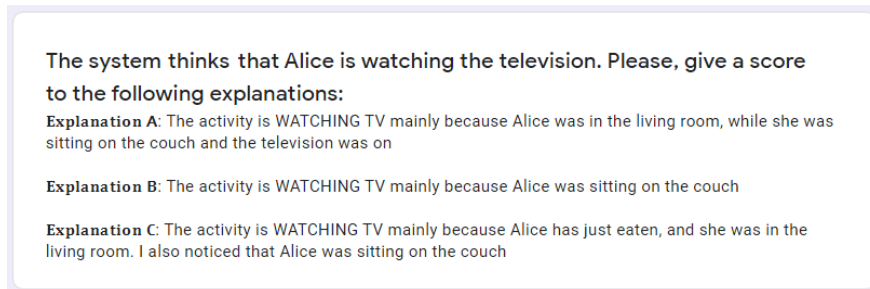 The system thinks that Alice is watching the television. Please, give a score
to the following explanations:
Explanation A: The activity is WATCHING TV mainly because Alice was in the living room, while she was
sitting on the couch and the television was on
Explanation B: The activity is WATCHING TV mainly because Alice was sitting on the couch
Explanation C: The activity is WATCHING TV mainly because Alice has just eaten, and she was in the
living room. I also noticed that Alice was sitting on the couch